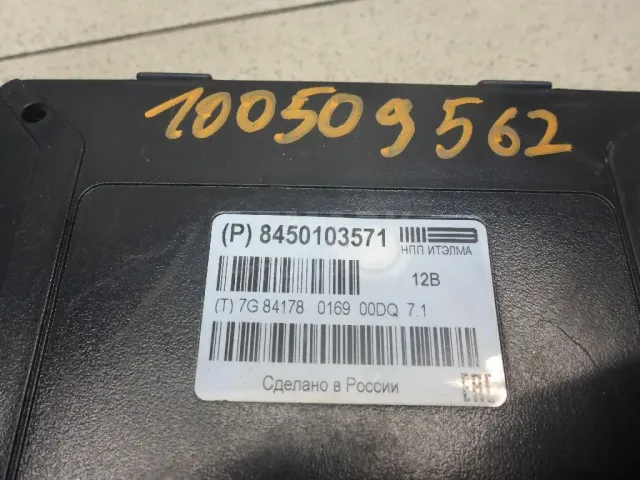 100509562
(P) 8450103571
НПП ИТЭЛМА
12В
(T) 7G 84178 0169 00DQ 7.1
Сделано в России
EAC